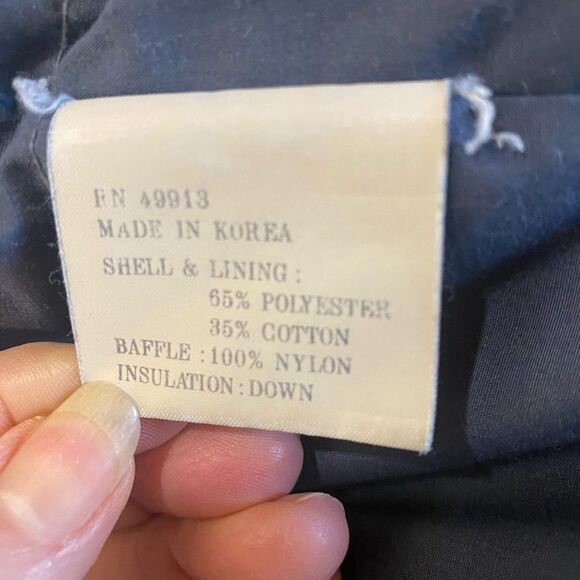 RN 49913
MADE IN KOREA
SHELL & LINING :
65% POLYESTER
35% COTTON
BAFFLE : 100% NYLON
INSULATION : DOWN